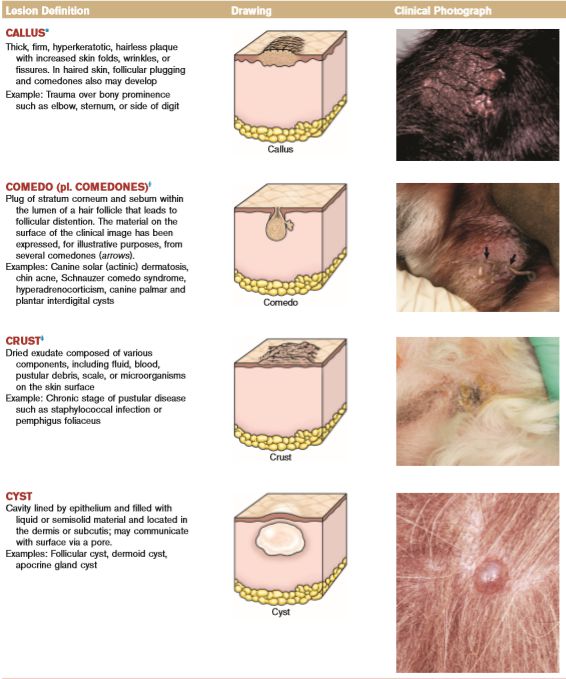 Lesion Definition Drawing Clinical Photograph
CALLUS*
Thick, firm, hyperkeratotic, hairless plaque
with increased skin folds, wrinkles, or
fissures. In haired skin, follicular plugging
and comedones also may develop
Example: Trauma over bony prominence
such as elbow, sternum, or side of digit
Callus
COMEDO (pl. COMEDONES)†
Plug of stratum corneum and sebum within
the lumen of a hair follicle that leads to
follicular distention. The material on the
surface of the clinical image has been
expressed, for illustrative purposes, from
several comedones (arrows).
Examples: Canine solar (actinic) dermatosis,
chin acne, Schnauzer comedo syndrome,
hyperadrenocorticism, canine palmar and
plantar interdigital cysts
Comedo
CRUST‡
Dried exudate composed of various
components, including fluid, blood,
pustular debris, scale, or microorganisms
on the skin surface
Example: Chronic stage of pustular disease
such as staphylococcal infection or
pemphigus foliaceus
Crust
CYST
Cavity lined by epithelium and filled with
liquid or semisolid material and located in
the dermis or subcutis; may communicate
with surface via a pore.
Examples: Follicular cyst, dermoid cyst,
apocrine gland cyst
Cyst